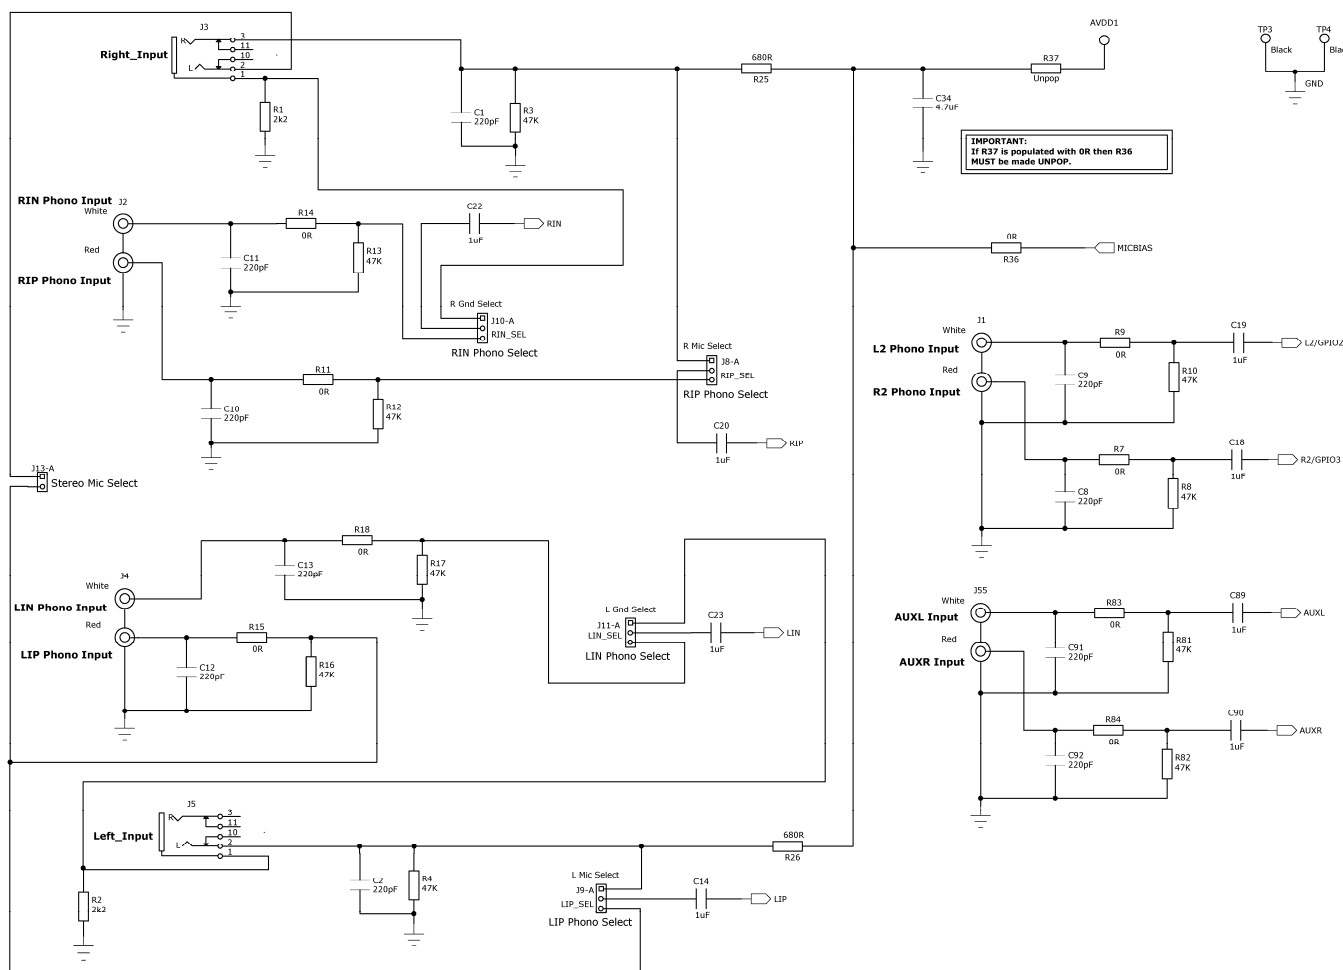 J3
R
3
11
10
L
2
1
Right_Input
R1
2k2
C1
220pF
R3
47K
680R
R25
R37
Unpop
AVDD1
C34
4.7uF
TP3
Black
TP4
GND
IMPORTANT:
If R37 is populated with 0R then R36
MUST be made UNPOP.
RIN Phono Input
J2
White
Red
RIP Phono Input
C11
220pF
R14
0R
R13
47K
C22
1uF
RIN
R Gnd Select
J10-A
RIN_SEL
RIN Phono Select
0R
R36
MICBIAS
R Mic Select
J8-A
RIP_SEL
RIP Phono Select
R11
0R
C10
220pF
R12
47K
C20
1uF
RIP
J1
White
L2 Phono Input
Red
R2 Phono Input
R9
0R
C9
220pF
R10
47K
C19
1uF
L2/GPIO2
R7
0R
C8
220pF
R8
47K
C18
1uF
R2/GPIO3
J13-A
Stereo Mic Select
R18
0R
C13
220pF
R17
47K
J4
White
LIN Phono Input
Red
LIP Phono Input
R15
0R
C12
220pF
R16
47K
L Gnd Select
J11-A
LIN_SEL
LIN Phono Select
C23
1uF
LIN
J55
White
AUXL Input
Red
AUXR Input
R83
0R
C91
220pF
R81
47K
C89
1uF
AUXL
R84
0R
C92
220pF
R82
47K
C90
1uF
AUXR
J5
R
3
11
10
L
2
1
Left_Input
R2
2k2
C2
220pF
R4
47K
680R
R26
L Mic Select
J9-A
LIP_SEL
LIP Phono Select
C14
1uF
LIP